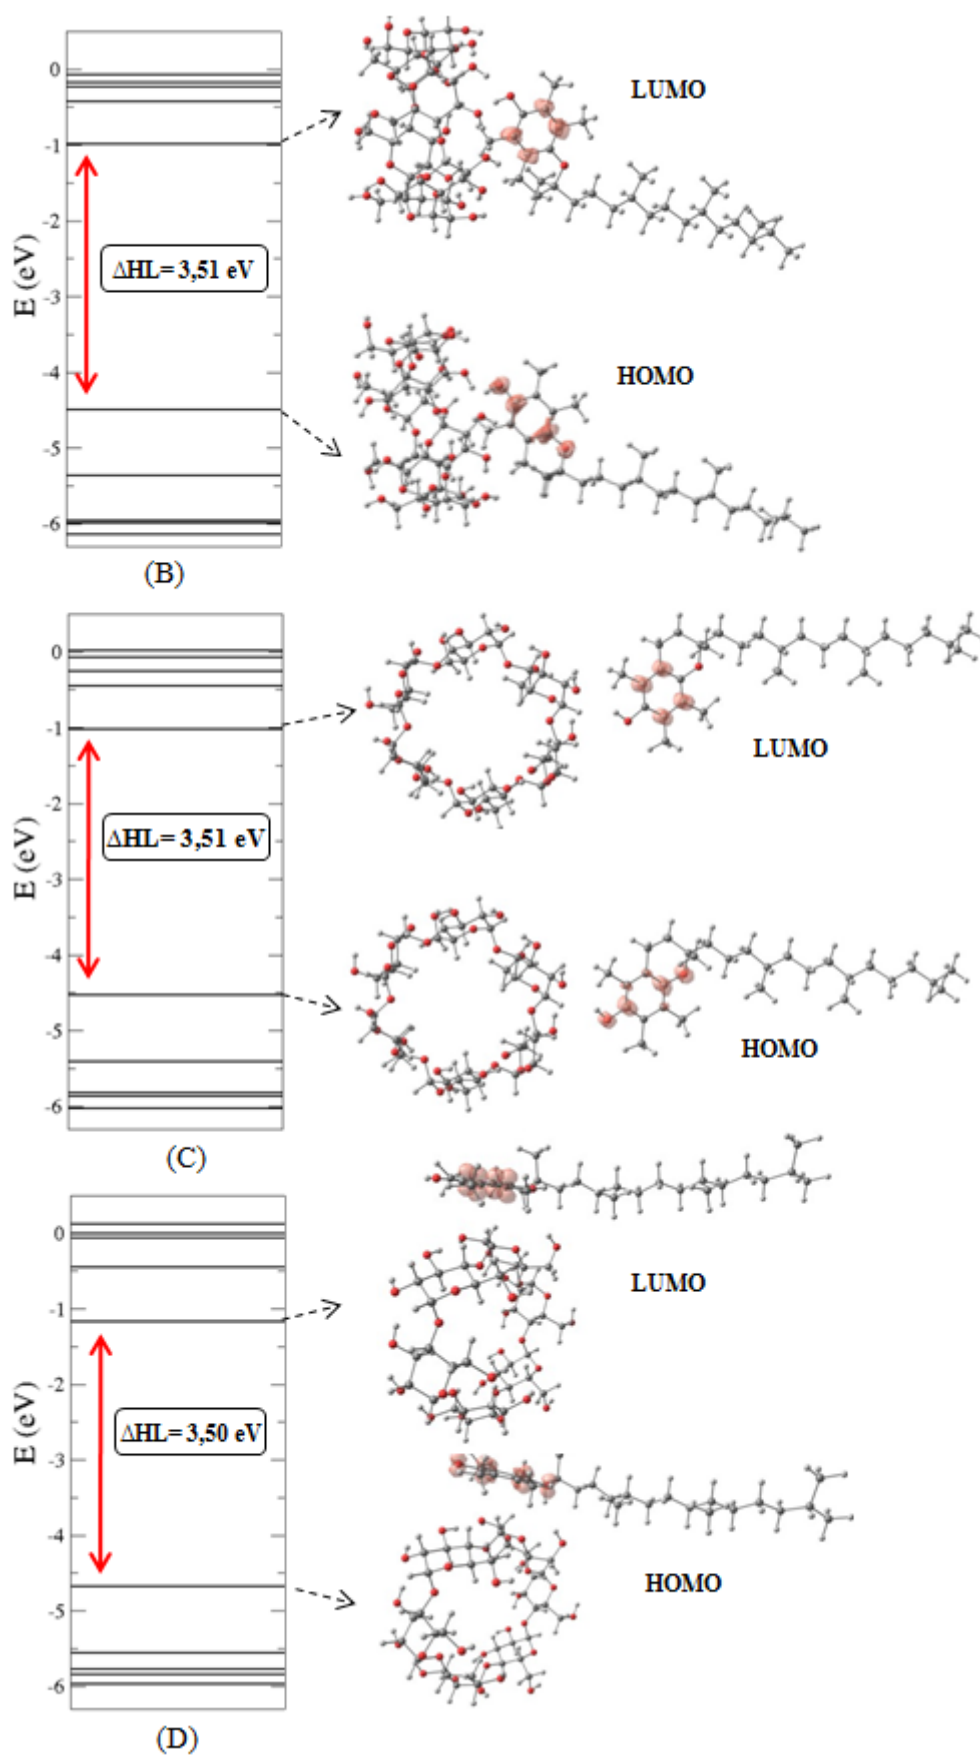 0
-1
-2
-3
-4
-5
-6
E (eV)
ΔHL= 3,51 eV
LUMO
HOMO
(B)
0
-1
-2
-3
-4
-5
-6
E (eV)
ΔHL= 3,51 eV
LUMO
HOMO
(C)
0
-1
-2
-3
-4
-5
-6
E (eV)
ΔHL= 3,50 eV
LUMO
HOMO
(D)